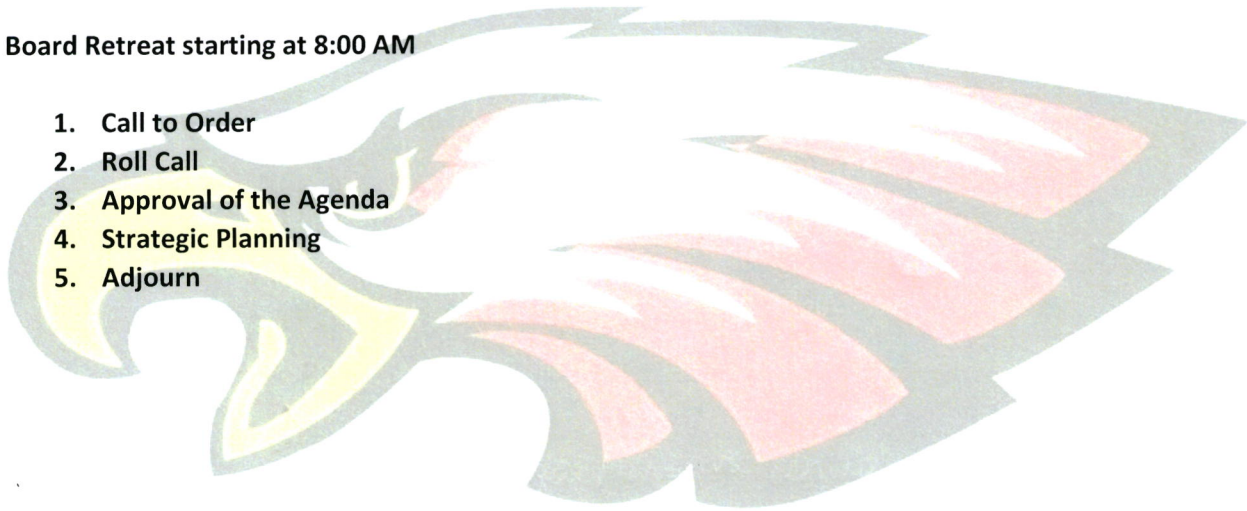 Board Retreat starting at 8:00 AM
1. Call to Order
2. Roll Call
3. Approval of the Agenda
4. Strategic Planning
5. Adjourn